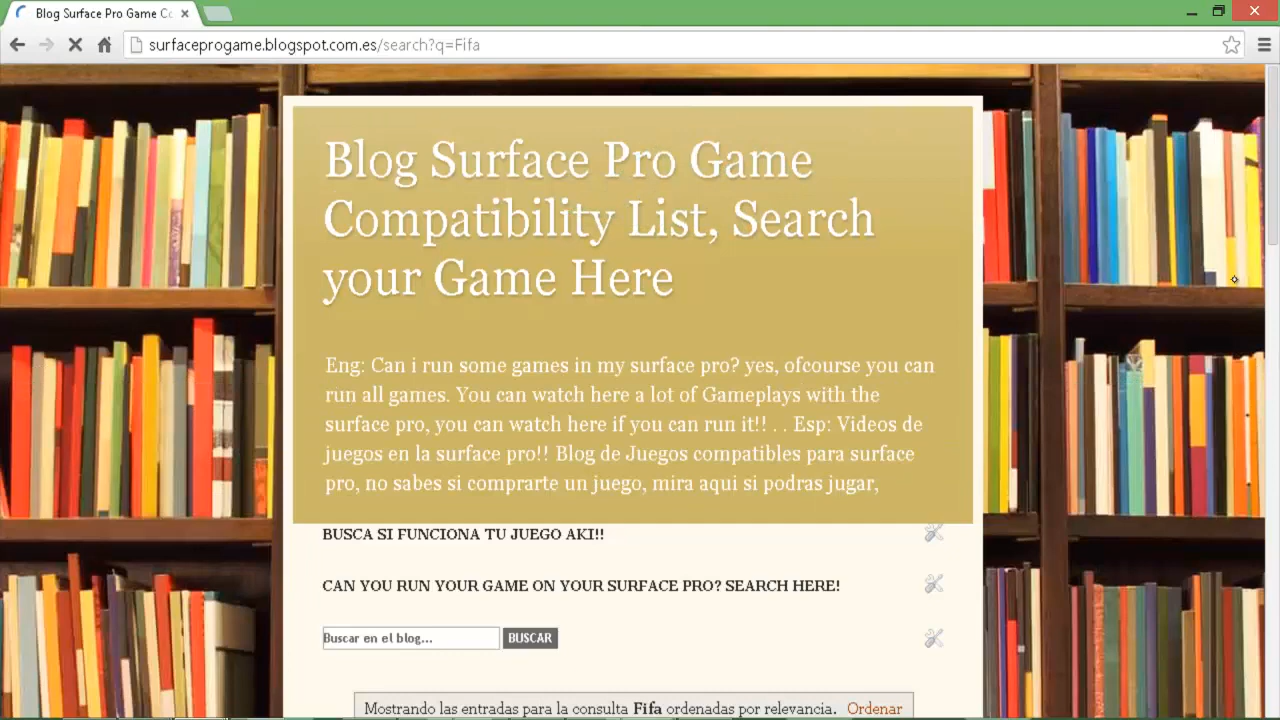 Blog Surface Pro Game Co
surfaceprogame.blogspot.com.es/search?q=Fifa
Blog Surface Pro Game
Compatibility List, Search
your Game Here
Eng: Can i run some games in my surface pro? yes, ofcourse you can
run all games. You can watch here a lot of Gameplays with the
surface pro, you can watch here if you can run it!! . . Esp: Videos de
juegos en la surface pro!! Blog de Juegos compatibles para surface
pro, no sabes si comprarte un juego, mira aqui si podras jugar,
BUSCA SI FUNCIONA TU JUEGO AKI!!
CAN YOU RUN YOUR GAME ON YOUR SURFACE PRO? SEARCH HERE!
Buscar en el blog... BUSCAR
Mostrando las entradas para la consulta Fifa ordenadas por relevancia. Ordenar